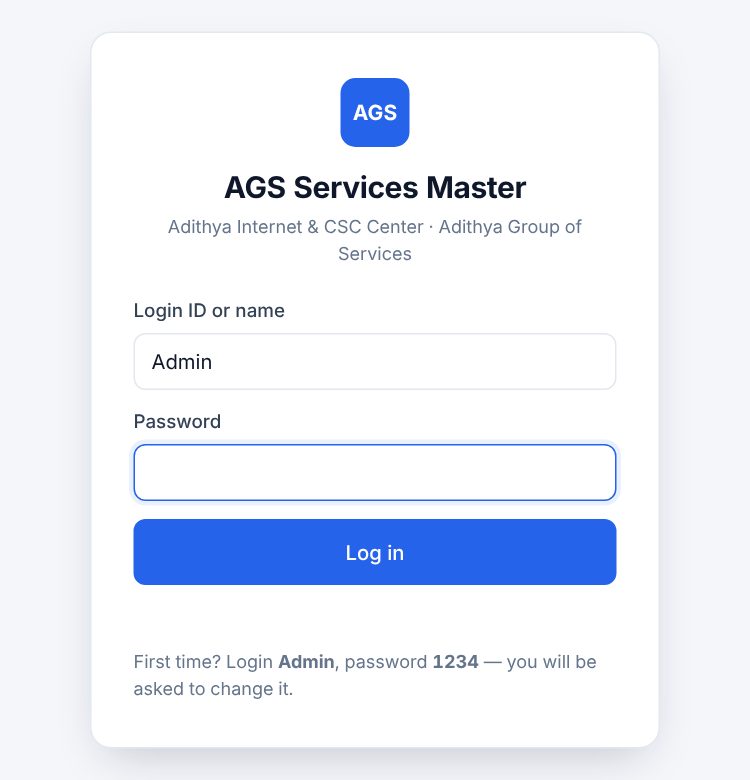 AGS
AGS Services Master
Adithya Internet & CSC Center · Adithya Group of
Services
Login ID or name
Admin
Password
Log in
First time? Login Admin, password 1234 — you will be
asked to change it.